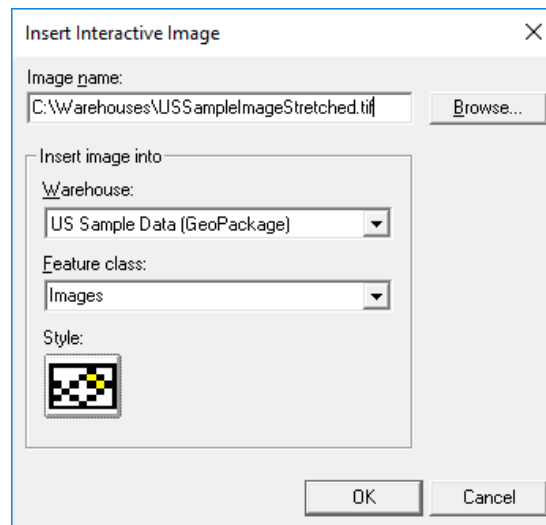 Insert Interactive Image
Image name:
C:\Warehouses\USSampleImageStretched.tif
Browse...
Insert image into
Warehouse:
US Sample Data (GeoPackage)
Feature class:
Images
Style:
OK
Cancel